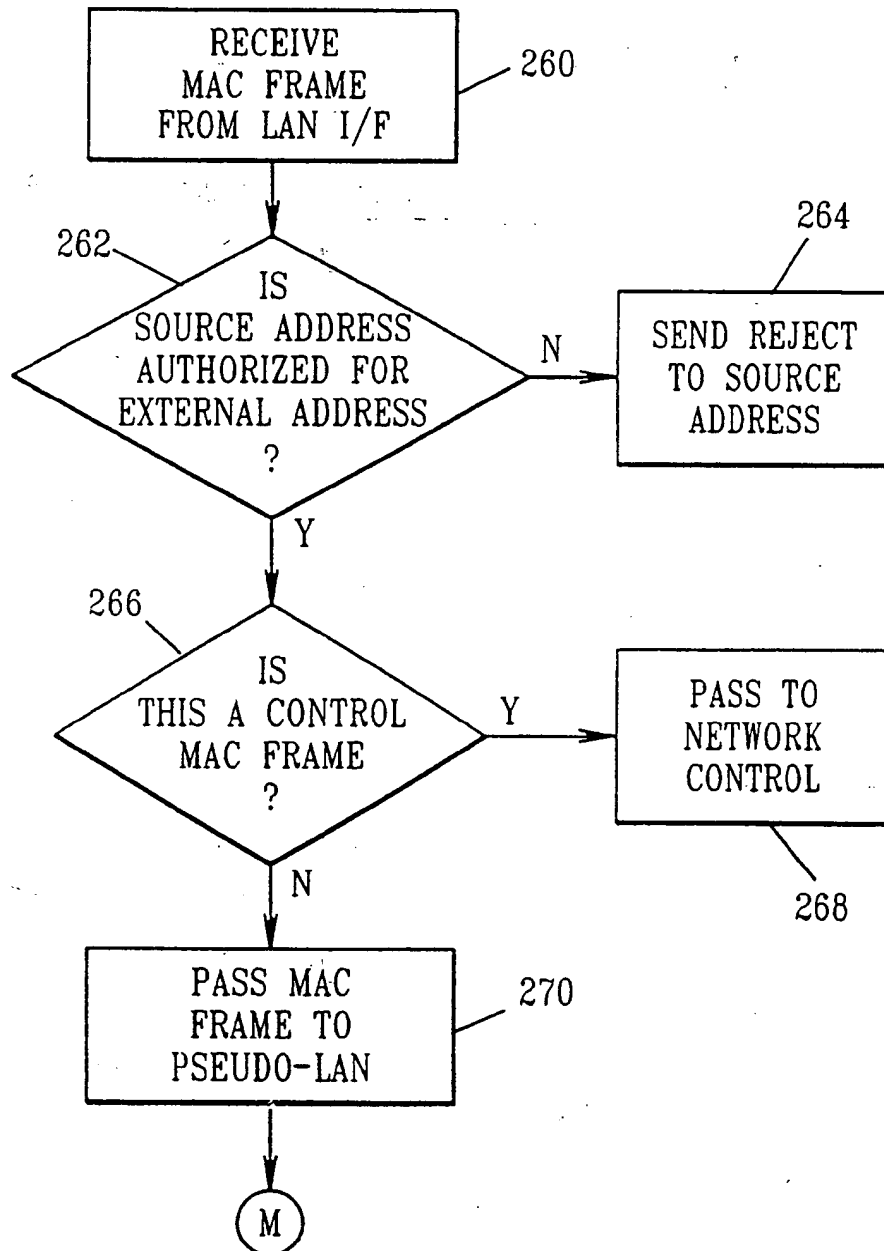 RECEIVE
MAC FRAME
FROM LAN I/F
260
262
IS
SOURCE ADDRESS
AUTHORIZED FOR
EXTERNAL ADDRESS
?
N
264
SEND REJECT
TO SOURCE
ADDRESS
Y
266
IS
THIS A CONTROL
MAC FRAME
?
Y
PASS TO
NETWORK
CONTROL
268
N
PASS MAC
FRAME TO
PSEUDO-LAN
270
M